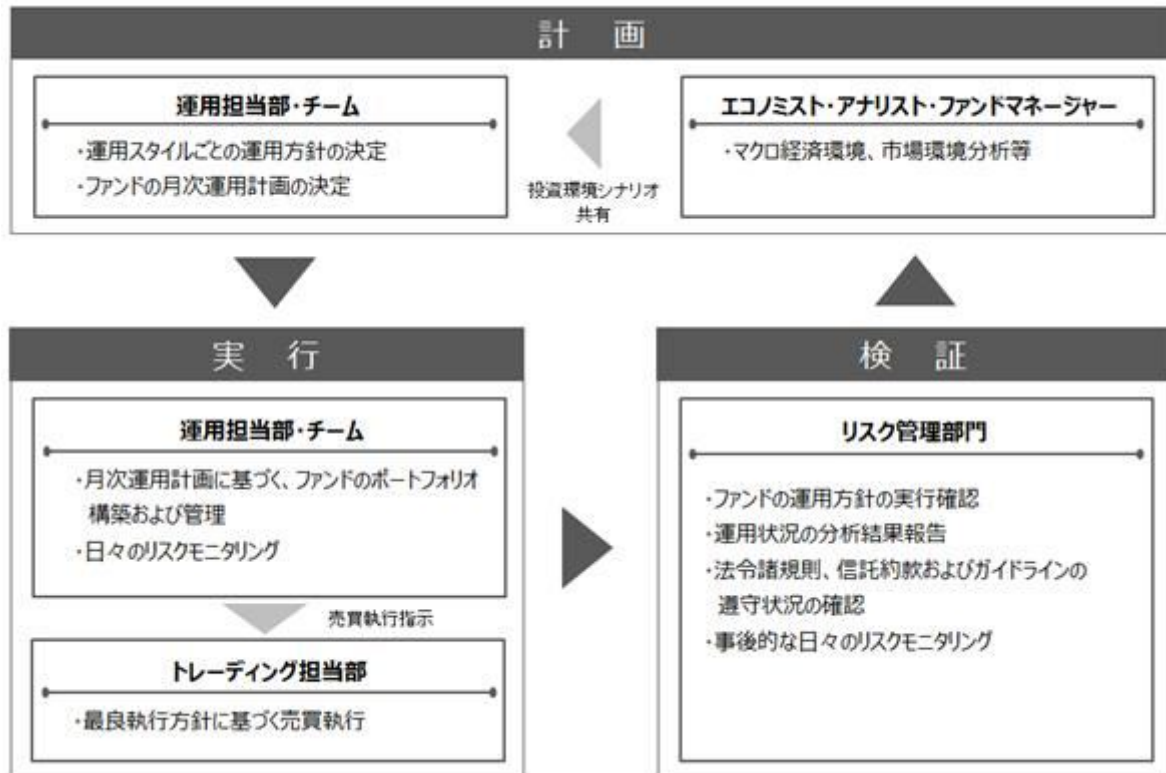 計 画
運用担当部・チーム
・運用スタイルごとの運用方針の決定
・ファンドの月次運用計画の決定
投資環境シナリオ
共有
エコノミスト・アナリスト・ファンドマネージャー
・マクロ経済環境、市場環境分析等
実 行
運用担当部・チーム
・月次運用計画に基づく、ファンドのポートフォリオ
構築および管理
・日々のリスクモニタリング
売買執行指示
トレーディング担当部
・最良執行方針に基づく売買執行
検 証
リスク管理部門
・ファンドの運用方針の実行確認
・運用状況の分析結果報告
・法令諸規則、信託約款およびガイドラインの
遵守状況の確認
・事後的な日々のリスクモニタリング